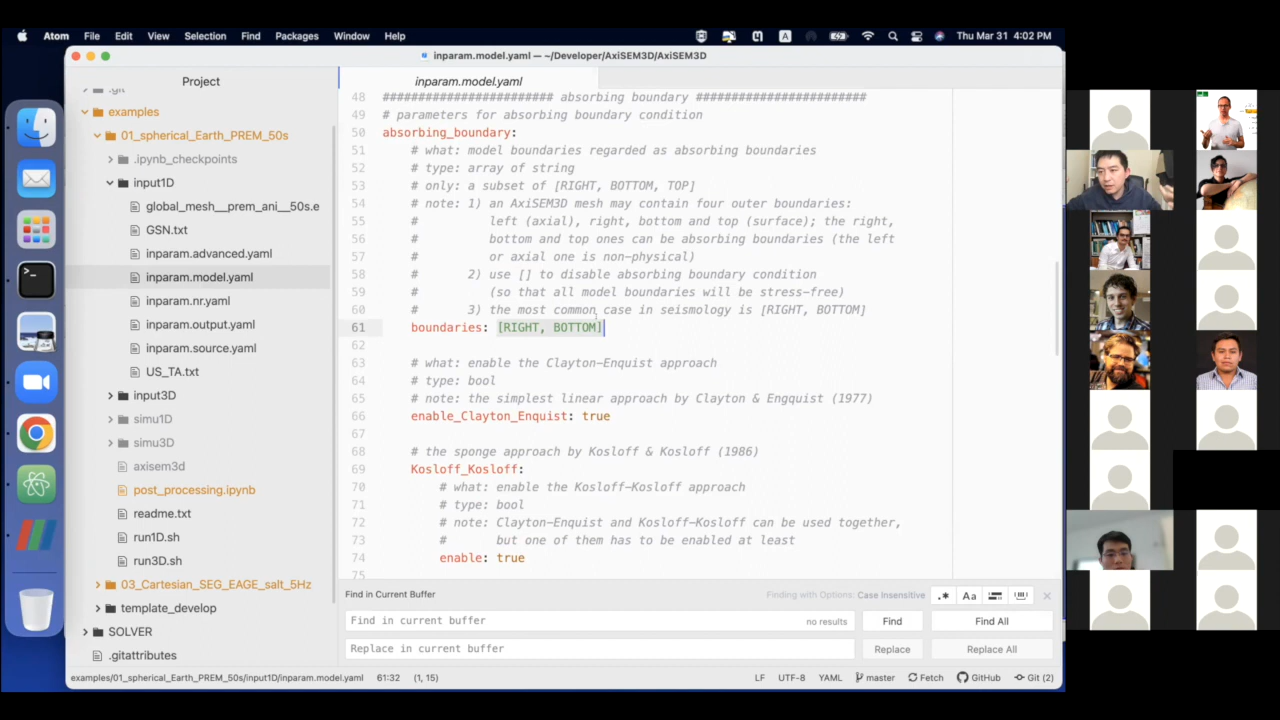 Atom File Edit View Selection Find Packages Window Help Thu Mar 31 4:02 PM
inparam.model.yaml — ~/Developer/AxiSEM3D/AxiSEM3D
Project
inparam.model.yaml
.git
examples
01_spherical_Earth_PREM_50s
.ipynb_checkpoints
input1D
global_mesh__prem_ani__50s.e
GSN.txt
inparam.advanced.yaml
inparam.model.yaml
inparam.nr.yaml
inparam.output.yaml
inparam.source.yaml
US_TA.txt
input3D
simu1D
simu3D
axisem3d
post_processing.ipynb
readme.txt
run1D.sh
run3D.sh
03_Cartesian_SEG_EAGE_salt_5Hz
template_develop
SOLVER
.gitattributes
48 ######################## absorbing boundary ########################
49 # parameters for absorbing boundary condition
50 absorbing_boundary:
51 # what: model boundaries regarded as absorbing boundaries
52 # type: array of string
53 # only: a subset of [RIGHT, BOTTOM, TOP]
54 # note: 1) an AxiSEM3D mesh may contain four outer boundaries:
55 # left (axial), right, bottom and top (surface); the right,
56 # bottom and top ones can be absorbing boundaries (the left
57 # or axial one is non-physical)
58 # 2) use [] to disable absorbing boundary condition
59 # (so that all model boundaries will be stress-free)
60 # 3) the most common case in seismology is [RIGHT, BOTTOM]
61 boundaries: [RIGHT, BOTTOM]
62
63 # what: enable the Clayton-Enquist approach
64 # type: bool
65 # note: the simplest linear approach by Clayton & Engquist (1977)
66 enable_Clayton_Enquist: true
67
68 # the sponge approach by Kosloff & Kosloff (1986)
69 Kosloff_Kosloff:
70 # what: enable the Kosloff-Kosloff approach
71 # type: bool
72 # note: Clayton-Enquist and Kosloff-Kosloff can be used together,
73 # but one of them has to be enabled at least
74 enable: true
75
Find in Current Buffer Finding with Options: Case Insensitive .* Aa
Find in current buffer no results Find Find All
Replace in current buffer Replace Replace All
examples/01_spherical_Earth_PREM_50s/input1D/inparam.model.yaml 61:32 (1, 15) LF UTF-8 YAML master Fetch GitHub Git (2)